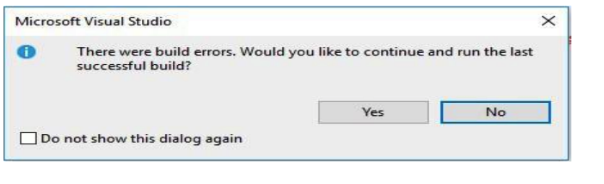 Microsoft Visual Studio
There were build errors. Would you like to continue and run the last
successful build?
Yes No
Do not show this dialog again